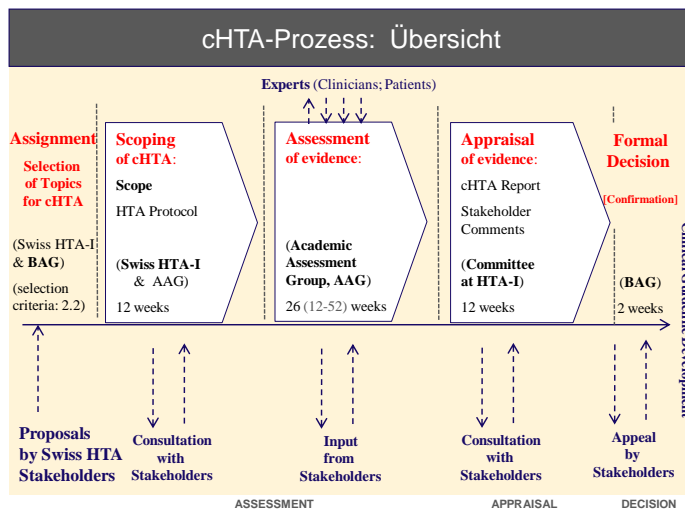 cHTA-Prozess: Übersicht
Experts (Clinicians; Patients)
Assignment
Selection
of Topics
for cHTA
(Swiss HTA-I
& BAG)
(selection
criteria: 2.2)
Scoping
of cHTA:
Scope
HTA Protocol
(Swiss HTA-I
& AAG)
12 weeks
Assessment
of evidence:
(Academic
Assessment
Group, AAG)
26 (12-52) weeks
Appraisal
of evidence:
cHTA Report
Stakeholder
Comments
(Committee
at HTA-I)
12 weeks
Formal
Decision
[Confirmation]
(BAG)
2 weeks
Proposals
by Swiss HTA
Stakeholders
Consultation
with
Stakeholders
Input
from
Stakeholders
Consultation
with
Stakeholders
Appeal
by
Stakeholders
ASSESSMENT
APPRAISAL
DECISION